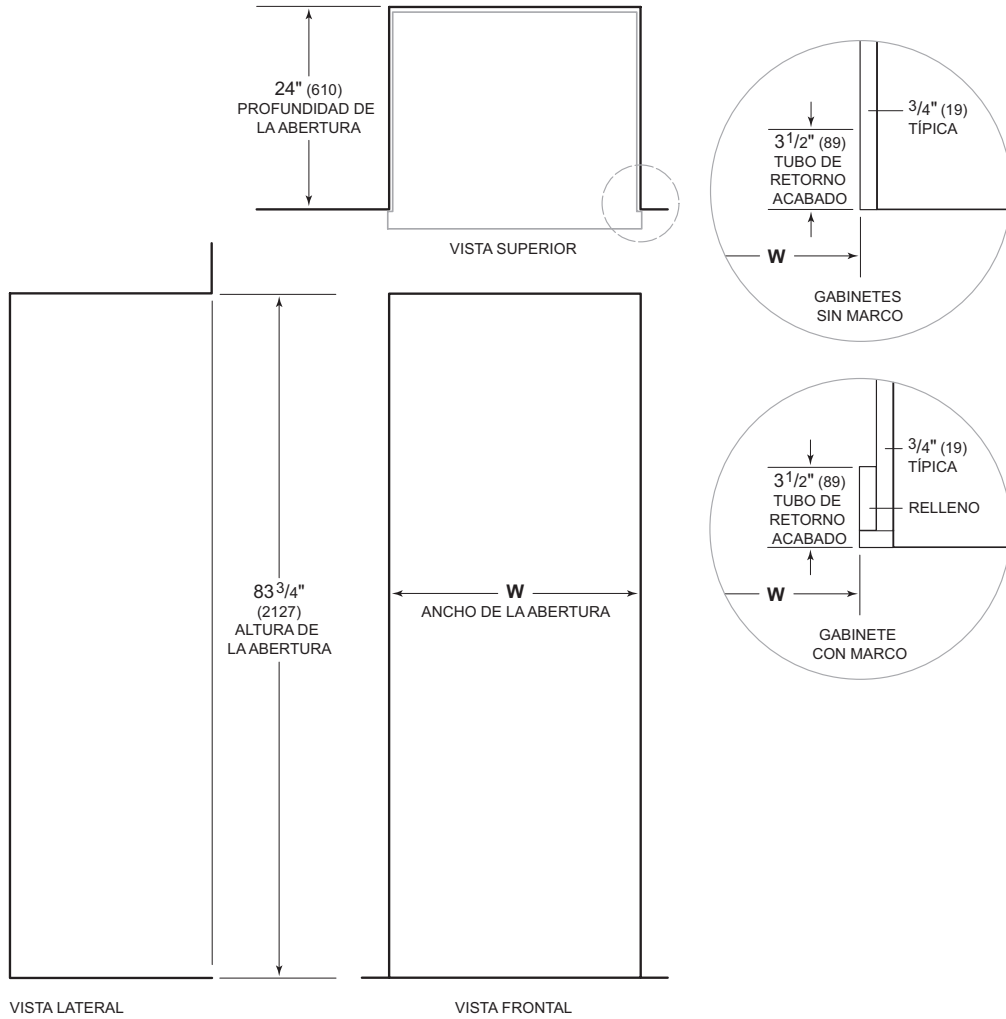 24" (610)
PROFUNDIDAD DE
LA ABERTURA
VISTA SUPERIOR
3/4" (19)
TÍPICA
3 1/2" (89)
TUBO DE
RETORNO
ACABADO
W
GABINETES
SIN MARCO
3/4" (19)
TÍPICA
3 1/2" (89)
TUBO DE
RETORNO
ACABADO
RELLENO
W
GABINETE
CON MARCO
83 3/4"
(2127)
ALTURA DE
LA ABERTURA
W
ANCHO DE LA ABERTURA
VISTA LATERAL
VISTA FRONTAL